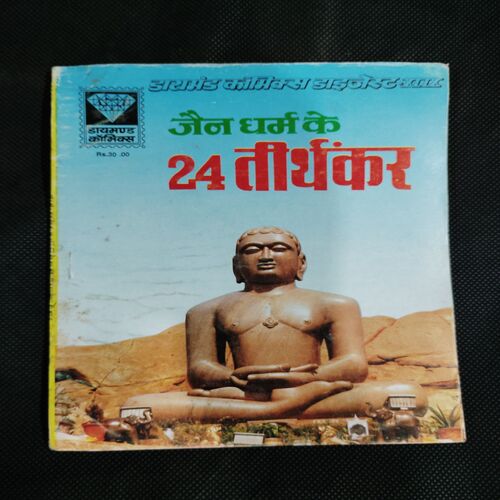 डायमंड कॉमिक्स डाइजेस्ट
डायमण्ड
कॉमिक्स
Rs.30 .00
जैन धर्म के
24 तीर्थंकर